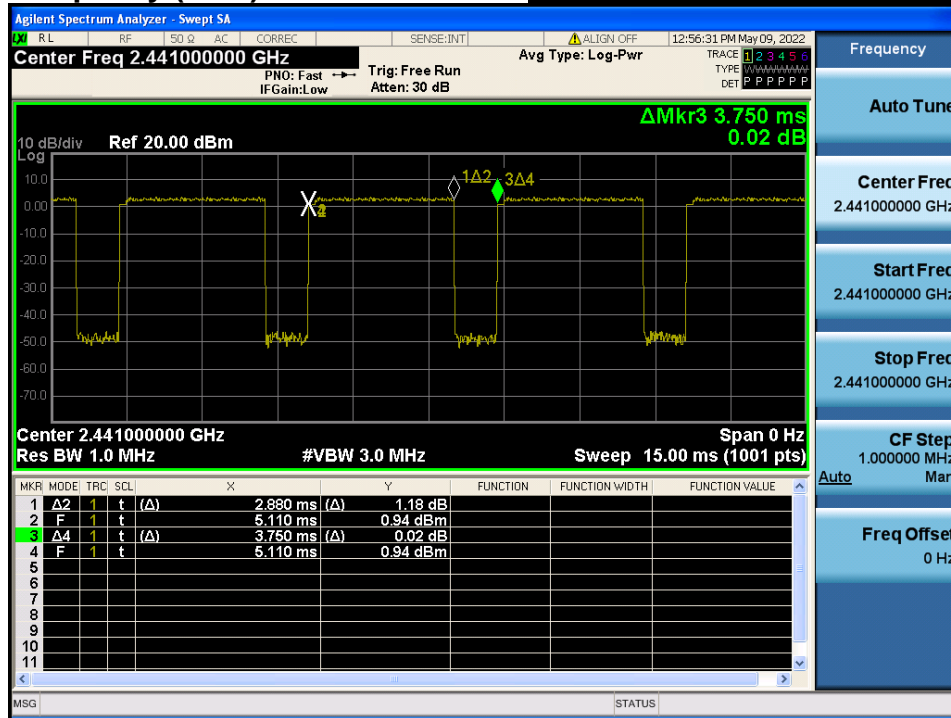 Agilent Spectrum Analyzer - Swept SA
LXI RL RF 50 Ω AC CORREC SENSE:INT ALIGN OFF 12:56:31 PM May 09, 2022
Center Freq 2.441000000 GHz
PNO: Fast
IFGain:Low
Trig: Free Run
Atten: 30 dB
Avg Type: Log-Pwr
TRACE 1 2 3 4 5 6
TYPE
DET P P P P P P
ΔMkr3 3.750 ms
0.02 dB
10 dB/div Ref 20.00 dBm
Log
10.0
0.00
-10.0
-20.0
-30.0
-40.0
-50.0
-60.0
-70.0
1Δ2 3Δ4
Center 2.441000000 GHz Span 0 Hz
Res BW 1.0 MHz #VBW 3.0 MHz Sweep 15.00 ms (1001 pts)
MKR MODE TRC SCL X Y FUNCTION FUNCTION WIDTH FUNCTION VALUE
1 Δ2 1 t (Δ) 2.880 ms (Δ) 1.18 dB
2 F 1 t 5.110 ms 0.94 dBm
3 Δ4 1 t (Δ) 3.750 ms (Δ) 0.02 dB
4 F 1 t 5.110 ms 0.94 dBm
5
6
7
8
9
10
11
MSG STATUS
Frequency
Auto Tune
Center Freq
2.441000000 GHz
Start Freq
2.441000000 GHz
Stop Freq
2.441000000 GHz
CF Step
1.000000 MHz
Auto Man
Freq Offset
0 Hz